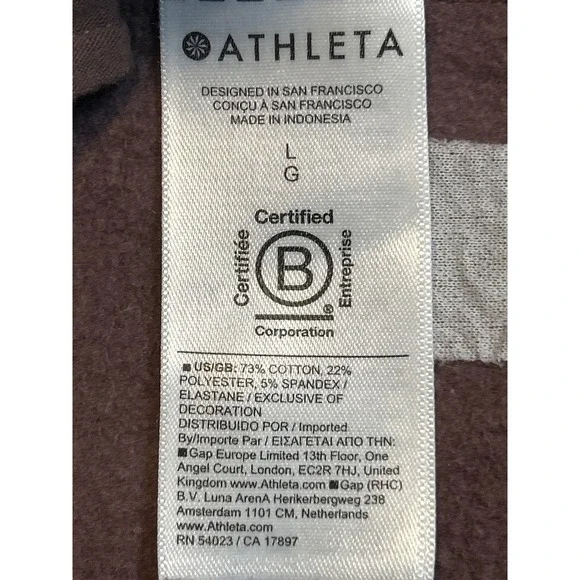 ATHLETA
DESIGNED IN SAN FRANCISCO
CONÇU À SAN FRANCISCO
MADE IN INDONESIA
L
G
Certified
Certifiée
B
Entreprise
®
Corporation
US/GB: 73% COTTON, 22%
POLYESTER, 5% SPANDEX /
ELASTANE / EXCLUSIVE OF
DECORATION
DISTRIBUIDO POR / Imported
By/Importe Par / ΕΙΣΑΓΕΤΑΙ ΑΠΟ ΤΗΝ:
Gap Europe Limited 13th Floor, One
Angel Court, London, EC2R 7HJ, United
Kingdom www.Athleta.com Gap (RHC)
B.V. Luna ArenA Herikerbergweg 238
Amsterdam 1101 CM, Netherlands
www.Athleta.com
RN 54023 / CA 17897